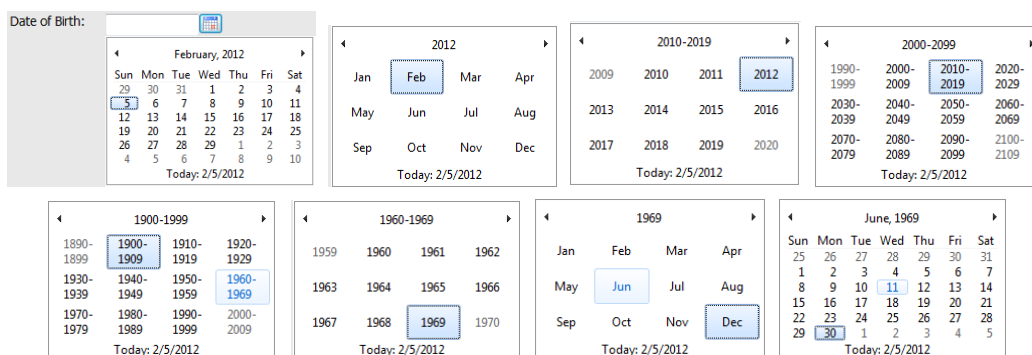 Date of Birth:
February, 2012
Sun Mon Tue Wed Thu Fri Sat
29 30 31 1 2 3 4
5 6 7 8 9 10 11
12 13 14 15 16 17 18
19 20 21 22 23 24 25
26 27 28 29 1 2 3
4 5 6 7 8 9 10
Today: 2/5/2012
2012
Jan Feb Mar Apr
May Jun Jul Aug
Sep Oct Nov Dec
Today: 2/5/2012
2010-2019
2009 2010 2011 2012
2013 2014 2015 2016
2017 2018 2019 2020
Today: 2/5/2012
2000-2099
1990- 2000- 2010- 2020-
1999 2009 2019 2029
2030- 2040- 2050- 2060-
2039 2049 2059 2069
2070- 2080- 2090- 2100-
2079 2089 2099 2109
Today: 2/5/2012
1900-1999
1890- 1900- 1910- 1920-
1899 1909 1919 1929
1930- 1940- 1950- 1960-
1939 1949 1959 1969
1970- 1980- 1990- 2000-
1979 1989 1999 2009
Today: 2/5/2012
1960-1969
1959 1960 1961 1962
1963 1964 1965 1966
1967 1968 1969 1970
Today: 2/5/2012
1969
Jan Feb Mar Apr
May Jun Jul Aug
Sep Oct Nov Dec
Today: 2/5/2012
June, 1969
Sun Mon Tue Wed Thu Fri Sat
25 26 27 28 29 30 31
1 2 3 4 5 6 7
8 9 10 11 12 13 14
15 16 17 18 19 20 21
22 23 24 25 26 27 28
29 30 1 2 3 4 5
Today: 2/5/2012